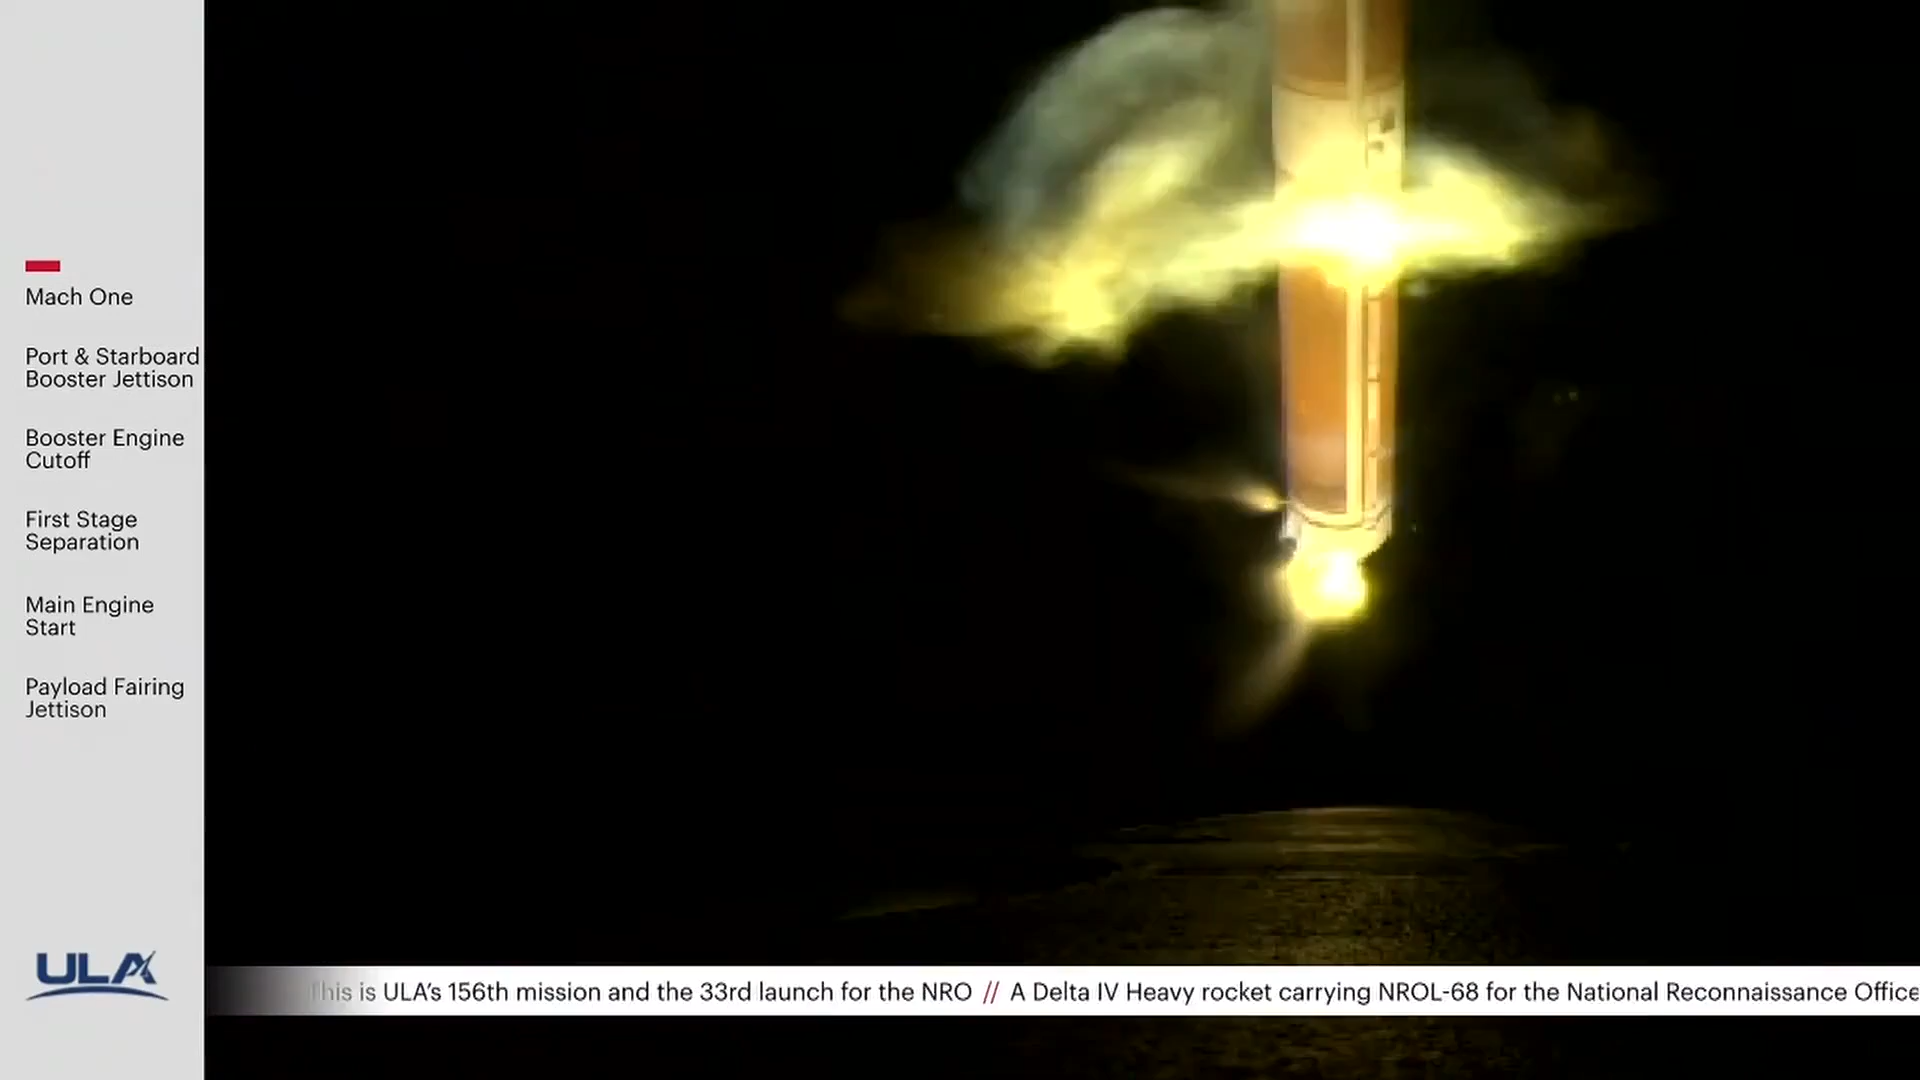 Mach One
Port & Starboard
Booster Jettison
Booster Engine
Cutoff
First Stage
Separation
Main Engine
Start
Payload Fairing
Jettison
ULA
This is ULA's 156th mission and the 33rd launch for the NRO // A Delta IV Heavy rocket carrying NROL-68 for the National Reconnaissance Office